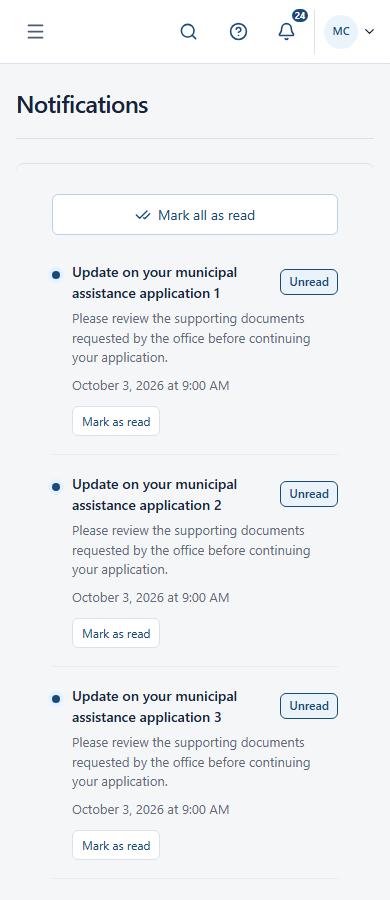 24
MC
Notifications
Mark all as read
Update on your municipal
assistance application 1
Unread
Please review the supporting documents
requested by the office before continuing
your application.
October 3, 2026 at 9:00 AM
Mark as read
Update on your municipal
assistance application 2
Unread
Please review the supporting documents
requested by the office before continuing
your application.
October 3, 2026 at 9:00 AM
Mark as read
Update on your municipal
assistance application 3
Unread
Please review the supporting documents
requested by the office before continuing
your application.
October 3, 2026 at 9:00 AM
Mark as read